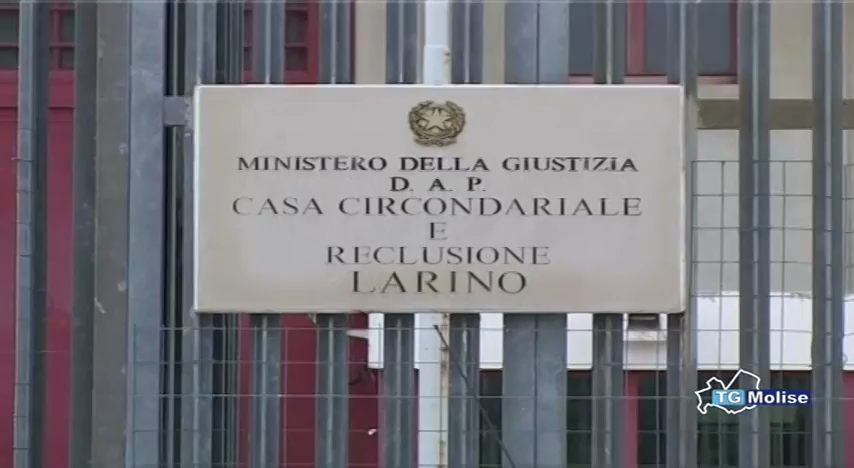 MINISTERO DELLA GIUSTIZIA
D. A. P.
CASA CIRCONDARIALE
E
RECLUSIONE
LARINO
TG Molise